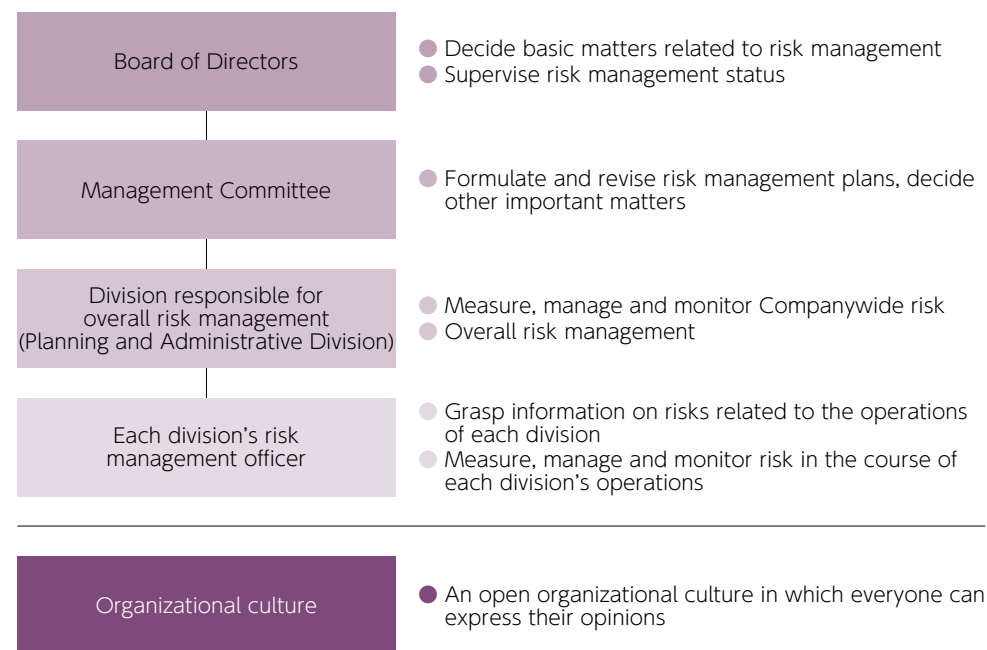 Board of Directors
● Decide basic matters related to risk management
● Supervise risk management status
Management Committee
● Formulate and revise risk management plans, decide
other important matters
Division responsible for
overall risk management
(Planning and Administrative Division)
● Measure, manage and monitor Companywide risk
● Overall risk management
Each division’s risk
management officer
● Grasp information on risks related to the operations
of each division
● Measure, manage and monitor risk in the course of
each division’s operations
Organizational culture
● An open organizational culture in which everyone can
express their opinions